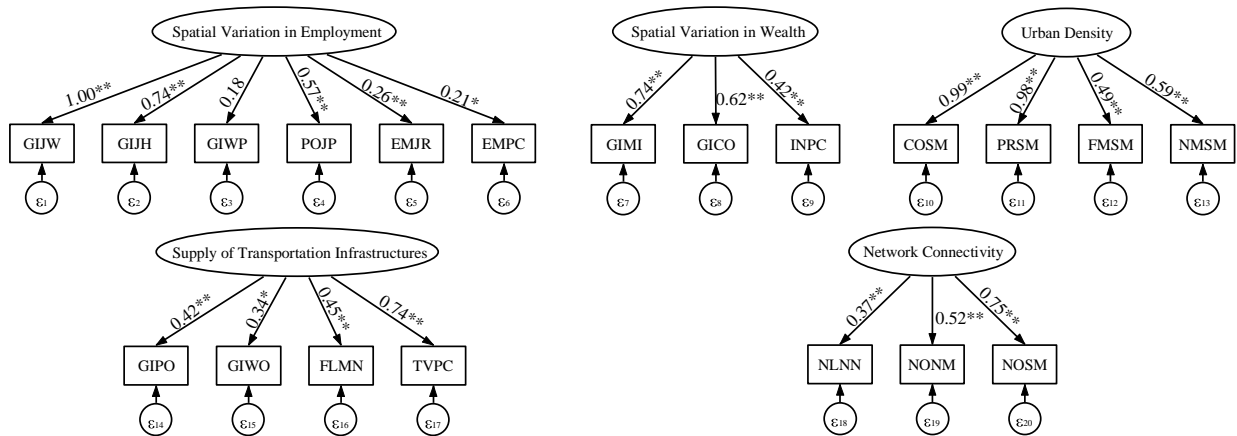 Spatial Variation in Employment
1.00**
0.74**
0.18
0.57**
0.26**
0.21*
GIJW
GIJH
GIWP
POJP
EMJR
EMPC
ε1
ε2
ε3
ε4
ε5
ε6
Spatial Variation in Wealth
0.74**
0.62**
0.42**
GIMI
GICO
INPC
ε7
ε8
ε9
Urban Density
0.99**
0.98**
0.49**
0.59**
COSM
PRSM
FMSM
NMSM
ε10
ε11
ε12
ε13
Supply of Transportation Infrastructures
0.42**
0.34*
0.45**
0.74**
GIPO
GIWO
FLMN
TVPC
ε14
ε15
ε16
ε17
Network Connectivity
0.37**
0.52**
0.75**
NLNN
NONM
NOSM
ε18
ε19
ε20